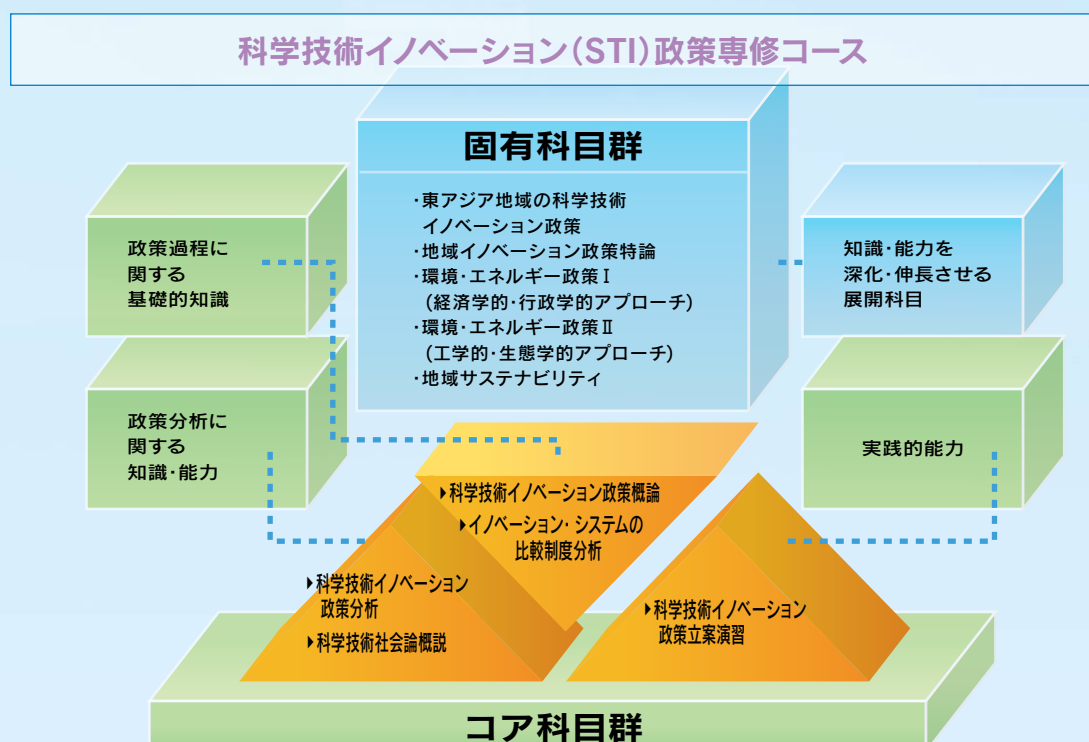 科学技術イノベーション(STI)政策専修コース
固有科目群
・東アジア地域の科学技術
イノベーション政策
・地域イノベーション政策特論
・環境・エネルギー政策Ⅰ
(経済学的・行政学的アプローチ)
・環境・エネルギー政策Ⅱ
(工学的・生態学的アプローチ)
・地域サステナビリティ
政策過程に
関する
基礎的知識
知識・能力を
深化・伸長させる
展開科目
政策分析に
関する
知識・能力
実践的能力
▶科学技術イノベーション政策概論
▶イノベーション・システムの
比較制度分析
▶科学技術イノベーション
政策分析
▶科学技術社会論概説
▶科学技術イノベーション
政策立案演習
コア科目群